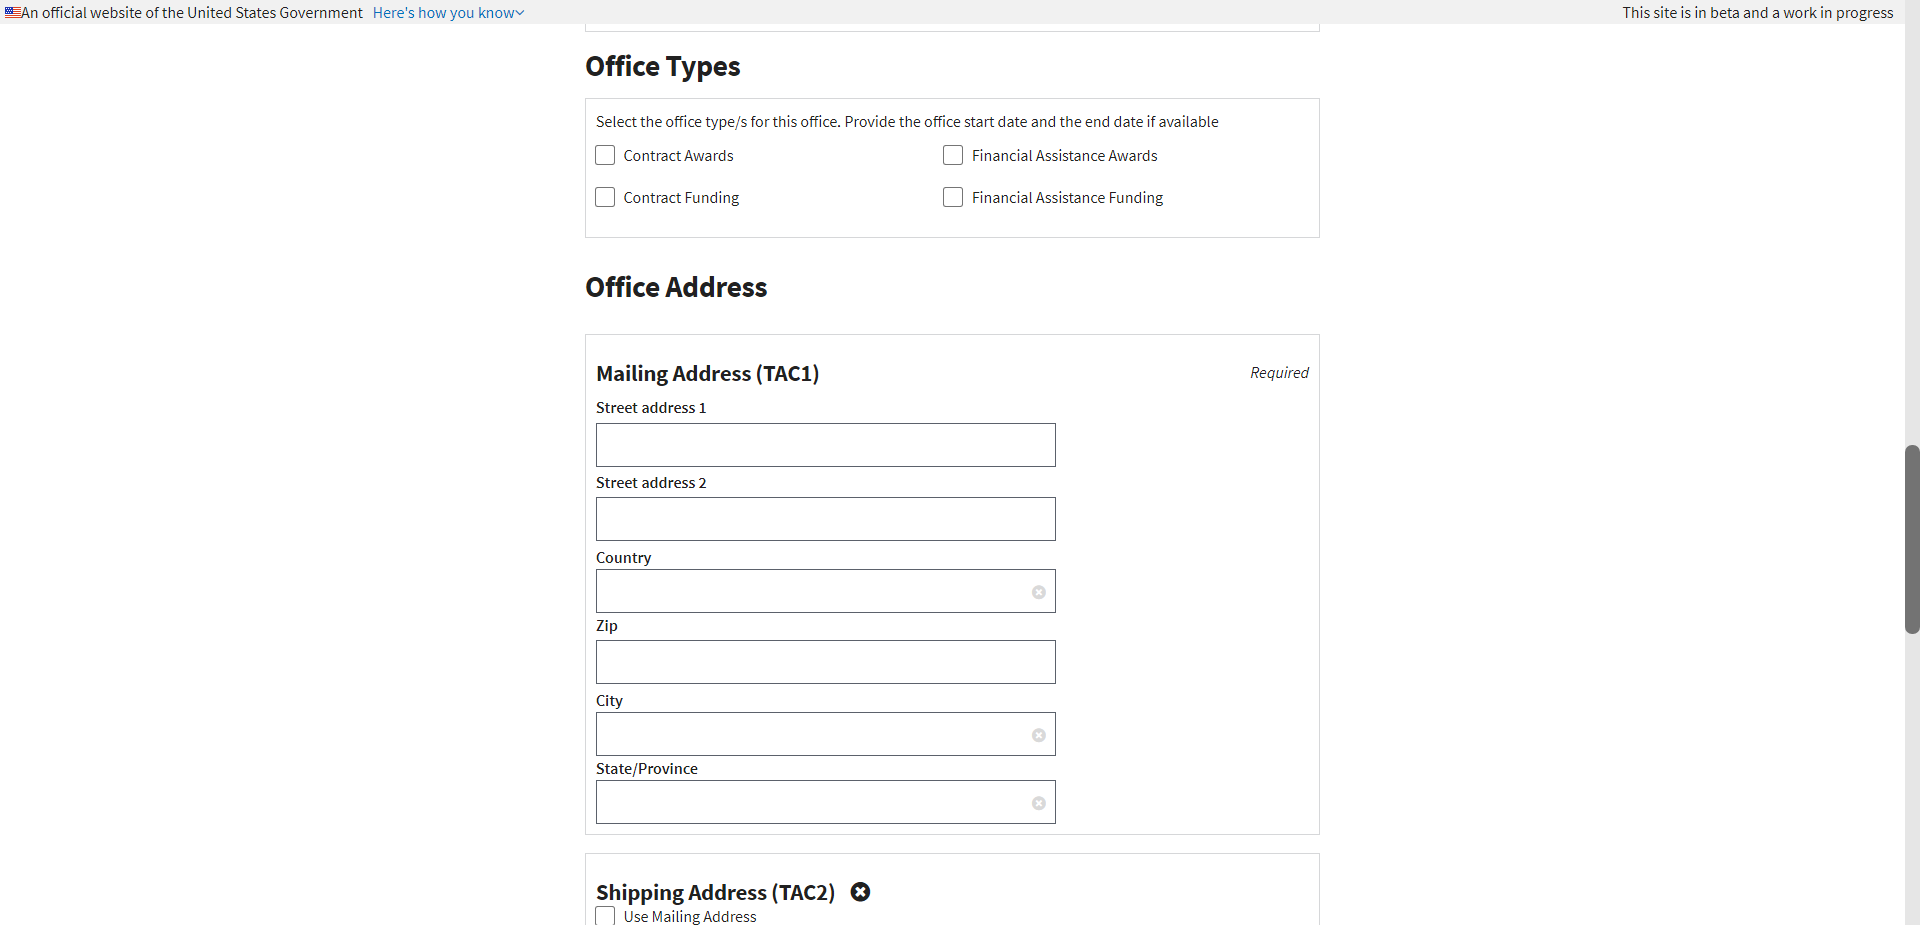 An official website of the United States Government Here's how you know This site is in beta and a work in progress
Office Types
Select the office type/s for this office. Provide the office start date and the end date if available
Contract Awards Financial Assistance Awards
Contract Funding Financial Assistance Funding
Office Address
Mailing Address (TAC1) Required
Street address 1
Street address 2
Country
Zip
City
State/Province
Shipping Address (TAC2)
Use Mailing Address